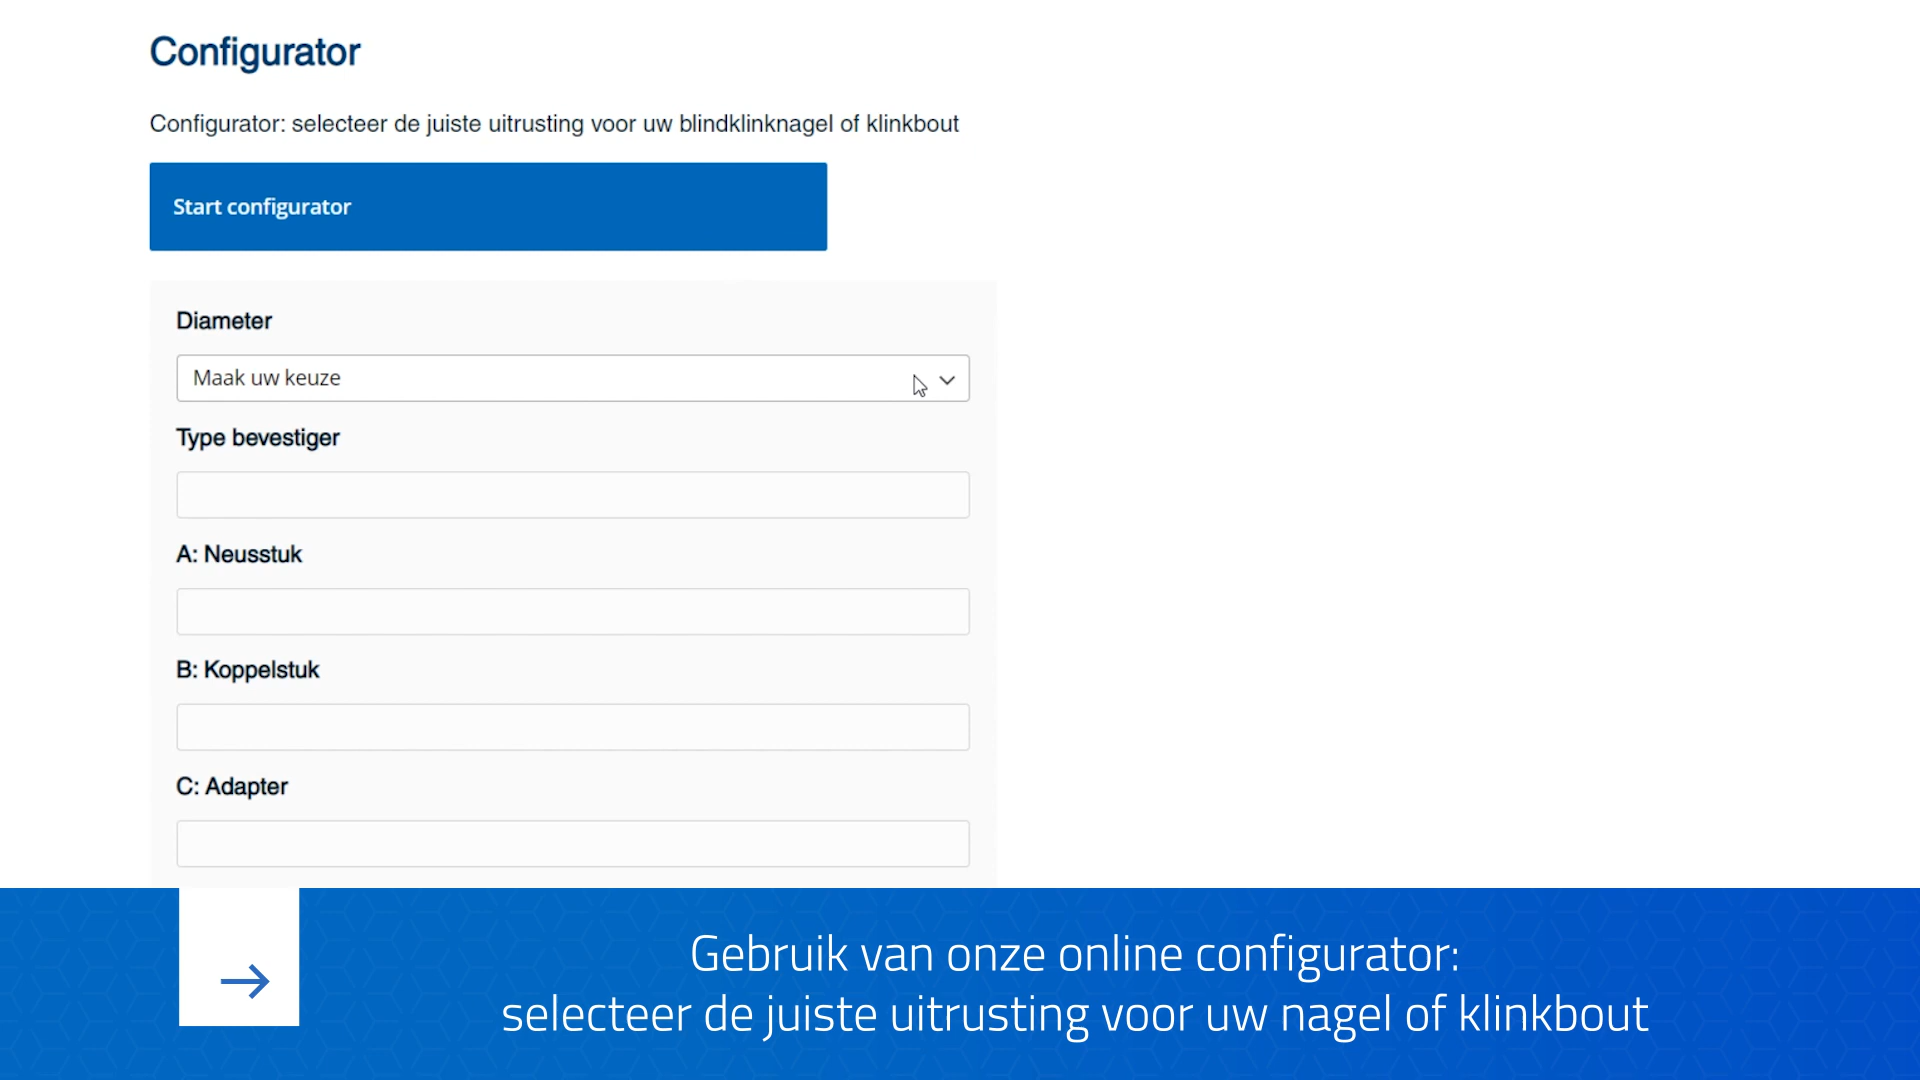 Configurator
Configurator: selecteer de juiste uitrusting voor uw blindklinknagel of klinkbout
Start configurator
Diameter
Maak uw keuze
Type bevestiger
A: Neusstuk
B: Koppelstuk
C: Adapter
Gebruik van onze online configurator:
selecteer de juiste uitrusting voor uw nagel of klinkbout